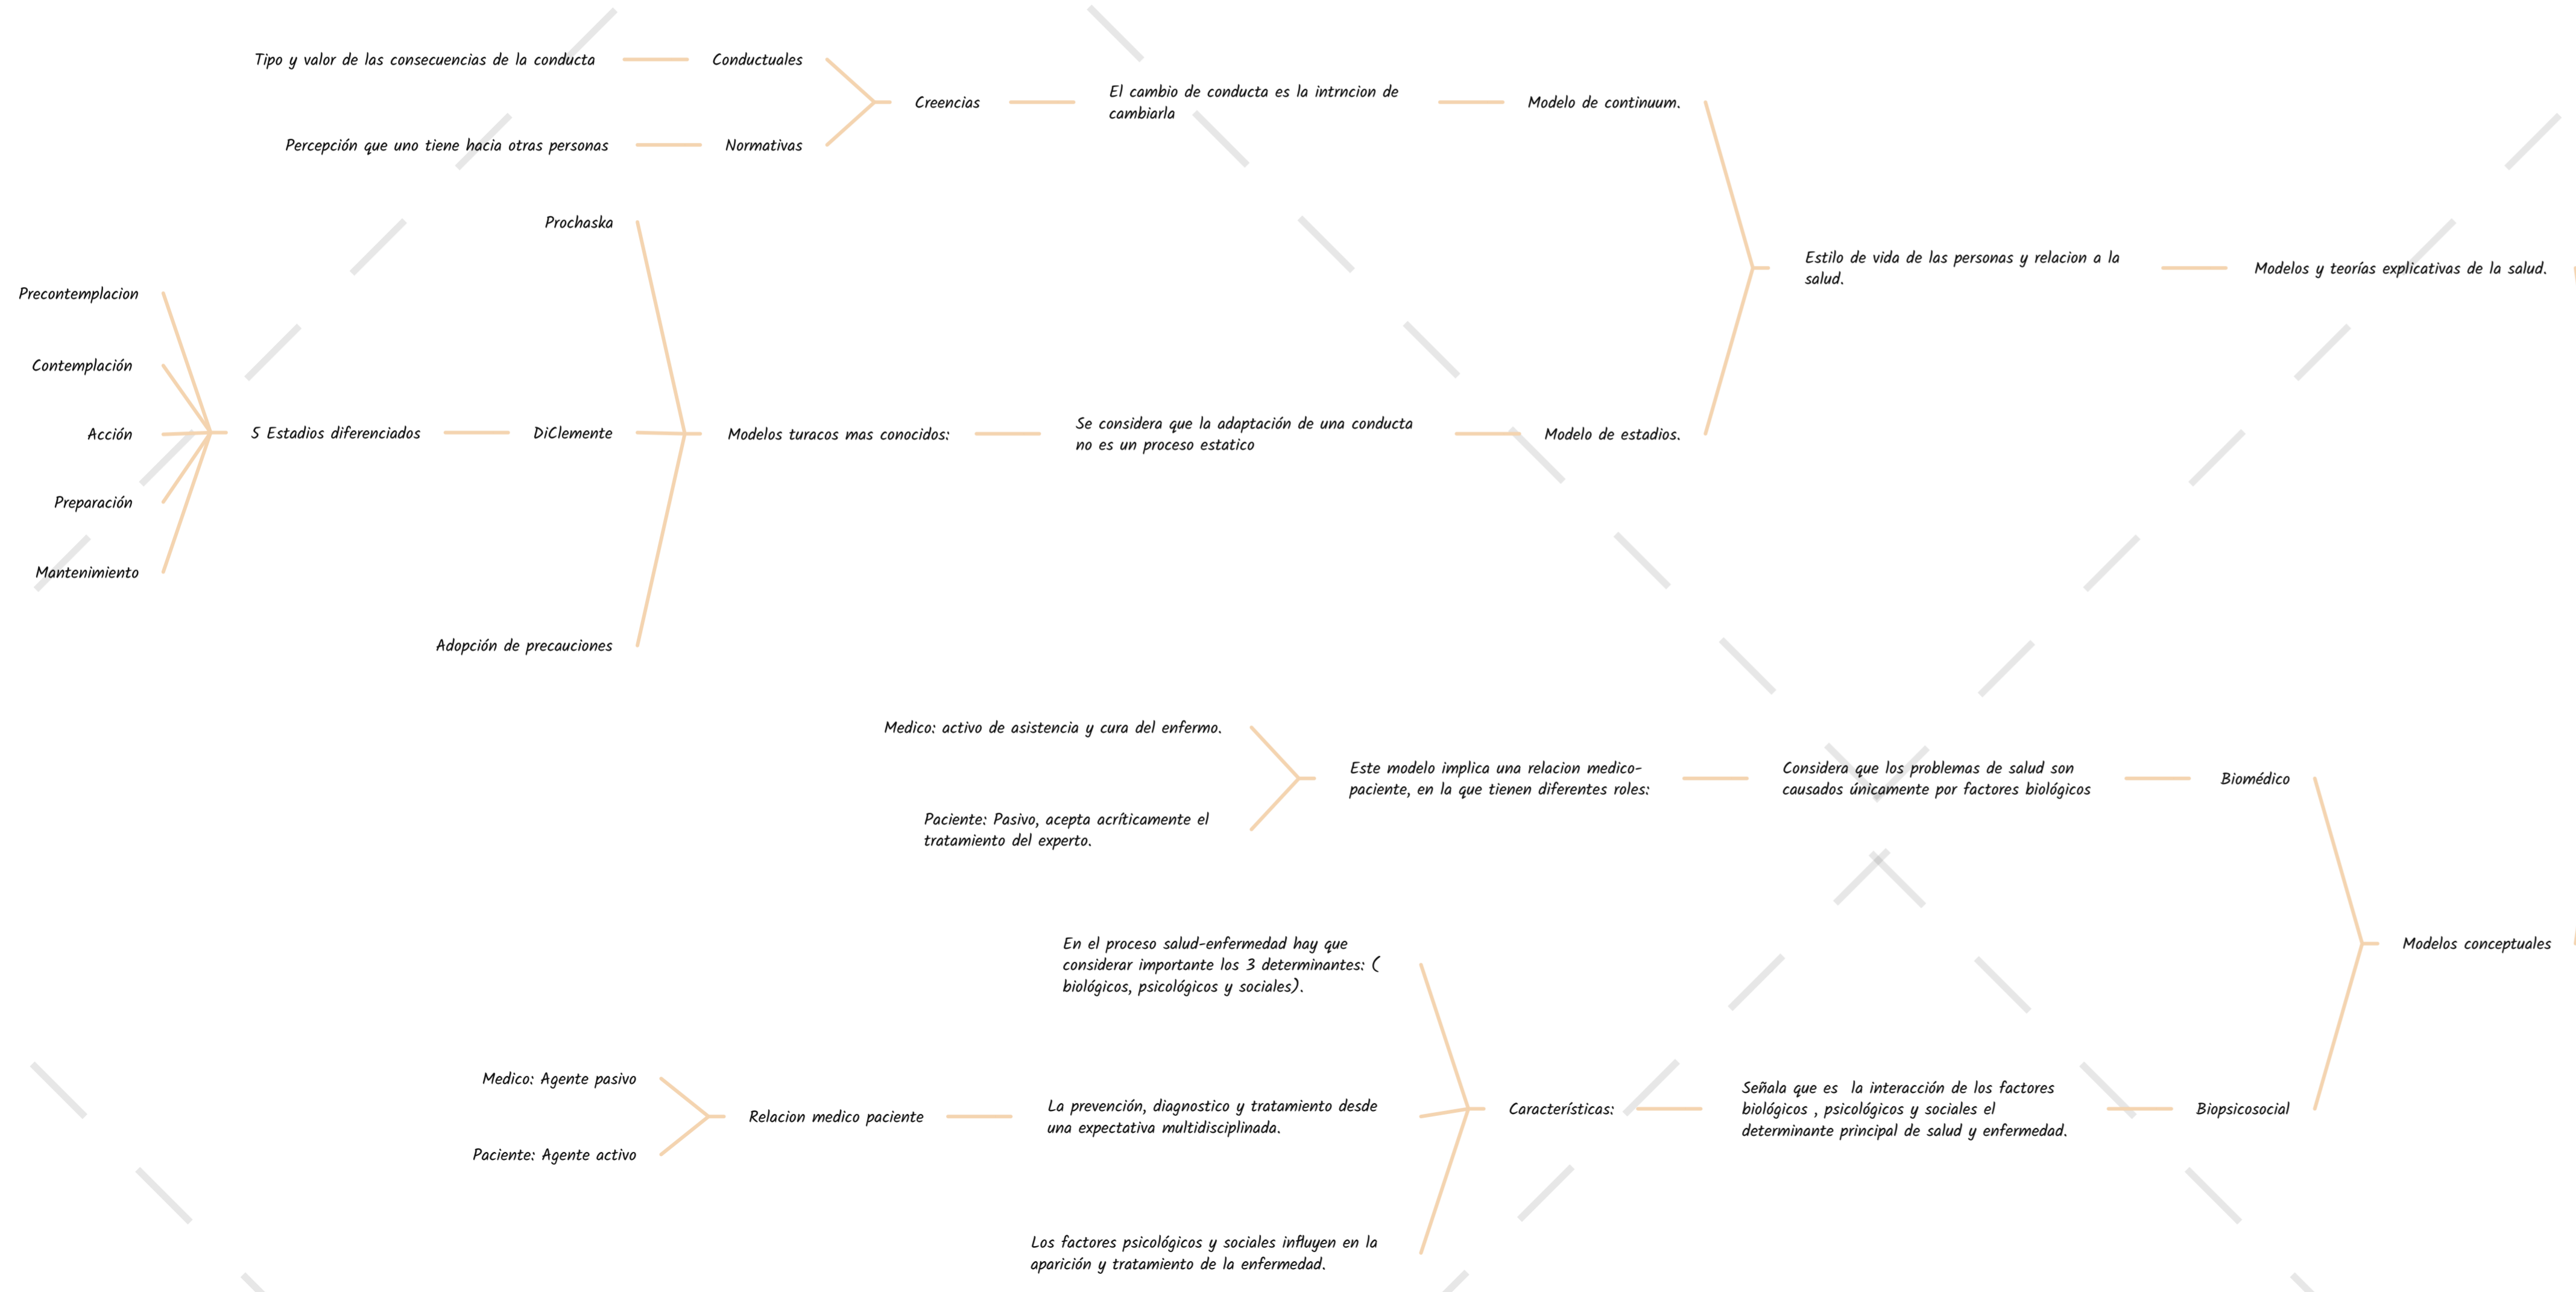 Tipo y valor de las consecuencias de la conducta
Conductuales
Creencias
El cambio de conducta es la intrncion de
cambiarla
Modelo de continuum.
Percepción que uno tiene hacia otras personas
Normativas
Prochaska
Estilo de vida de las personas y relacion a la
salud.
Modelos y teorías explicativas de la salud.
Precontemplacion
Contemplación
Acción
Preparación
Mantenimiento
5 Estadios diferenciados
DiClemente
Modelos turacos mas conocidos:
Se considera que la adaptación de una conducta
no es un proceso estatico
Modelo de estadios.
Adopción de precauciones
Medico: activo de asistencia y cura del enfermo.
Paciente: Pasivo, acepta acríticamente el
tratamiento del experto.
Este modelo implica una relacion medico-
paciente, en la que tienen diferentes roles:
Considera que los problemas de salud son
causados únicamente por factores biológicos
Biomédico
Modelos conceptuales
En el proceso salud-enfermedad hay que
considerar importante los 3 determinantes: (
biológicos, psicológicos y sociales).
Medico: Agente pasivo
Paciente: Agente activo
Relacion medico paciente
La prevención, diagnostico y tratamiento desde
una expectativa multidisciplinada.
Características:
Señala que es  la interacción de los factores
biológicos , psicológicos y sociales el
determinante principal de salud y enfermedad.
Biopsicosocial
Los factores psicológicos y sociales influyen en la
aparición y tratamiento de la enfermedad.